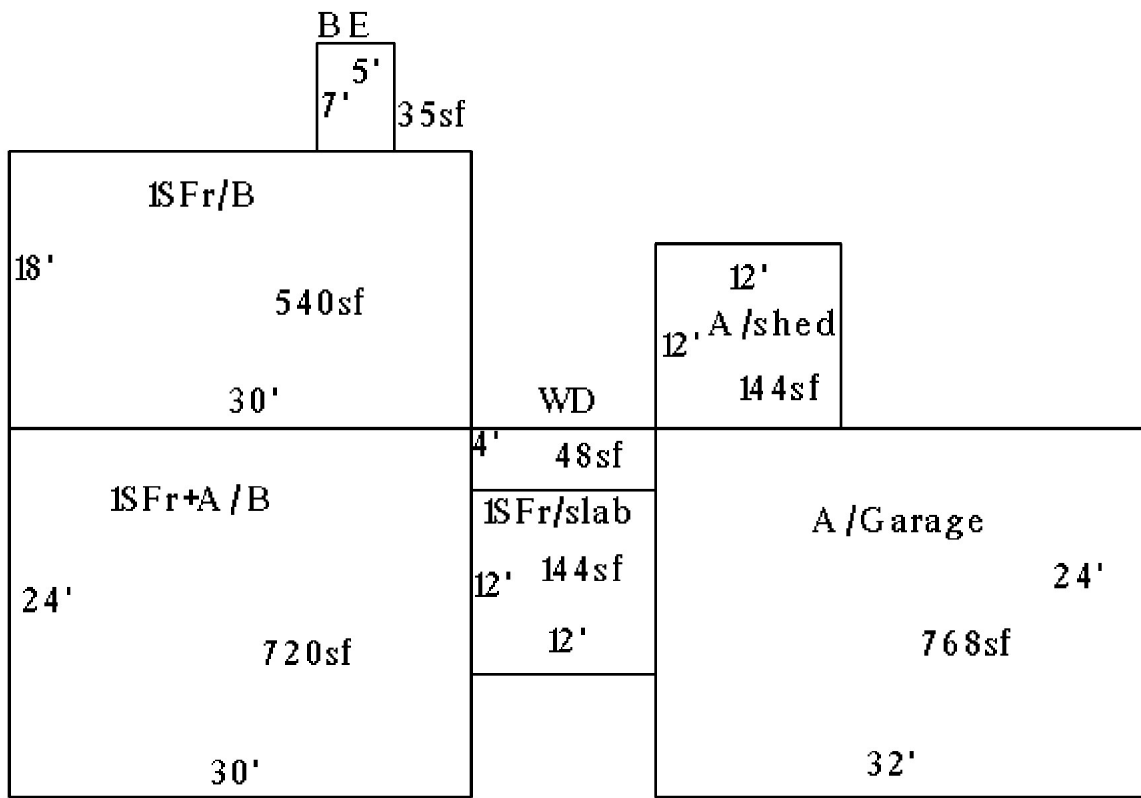 BE
5'
7'
35sf
1SFr/B
18'
540sf
30'
12'
12' A/shed
144sf
WD
4'
48sf
1SFr+A/B
24'
720sf
30'
1SFr/slab
144sf
12'
12'
A/Garage
24'
768sf
32'